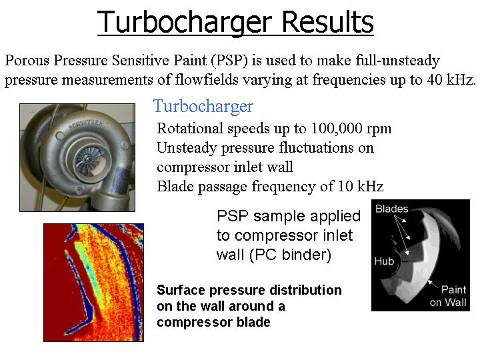 Turbocharger Results
Porous Pressure Sensitive Paint (PSP) is used to make full-unsteady
pressure measurements of flowfields varying at frequencies up to 40 kHz.
Turbocharger
Rotational speeds up to 100,000 rpm
Unsteady pressure fluctuations on
compressor inlet wall
Blade passage frequency of 10 kHz
PSP sample applied
to compressor inlet
wall (PC binder)
Blades
Hub
Paint
on Wall
Surface pressure distribution
on the wall around a
compressor blade